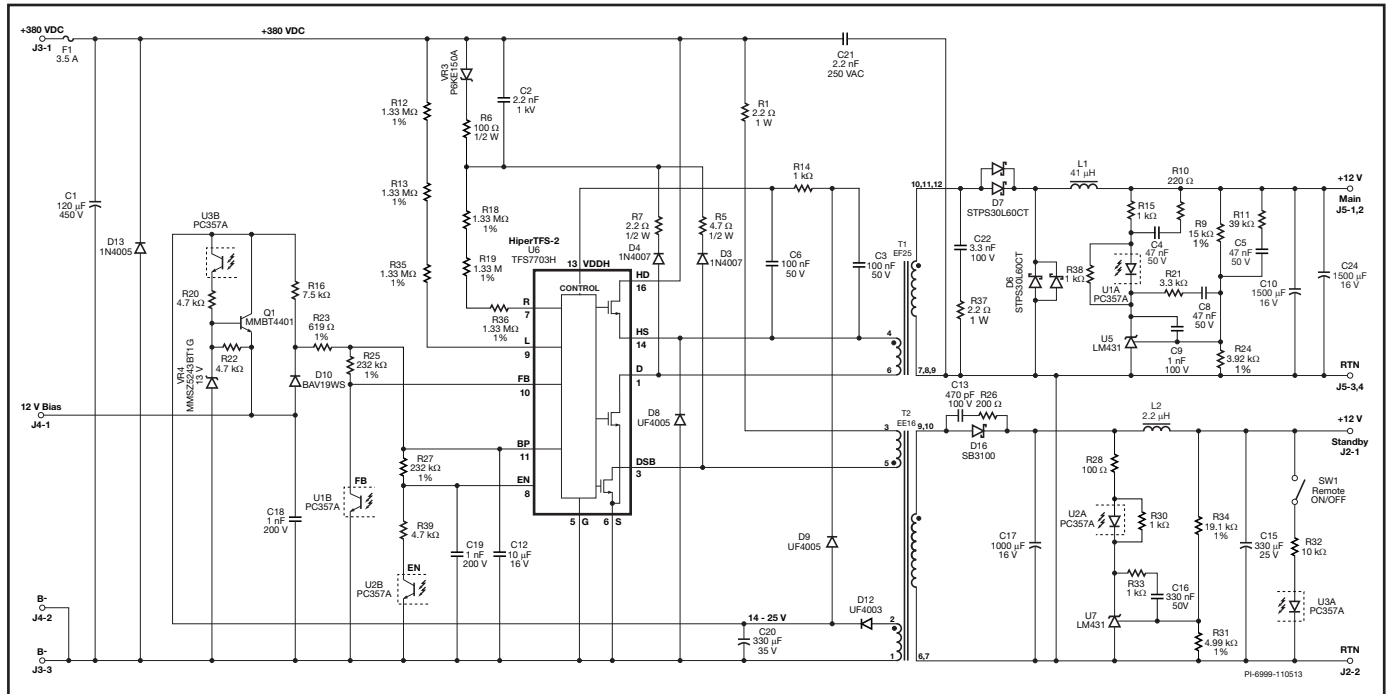 +380 VDC
J3-1
F1
3.5 A
+380 VDC
C21
2.2 nF
250 VAC
VR3
P6KE150A
C2
2.2 nF
1 kV
R12
1.33 MΩ
1%
R6
100 Ω
1/2 W
R1
2.2 Ω
1 W
C1
120 µF
450 V
D13
1N4005
U3B
PC357A
R13
1.33 MΩ
1%
R18
1.33 MΩ
1%
R7
2.2 Ω
1/2 W
R5
4.7 Ω
1/2 W
R14
1 kΩ
D4
1N4007
D3
1N4007
R19
1.33 M
1%
R35
1.33 MΩ
1%
R36
1.33 MΩ
1%
HiperTFS-2
U6
TFS7703H
13 VDDH
CONTROL
HD
16
HS
14
D
1
DSB
3
R
7
L
9
FB
10
BP
11
EN
8
5 G
6 S
C6
100 nF
50 V
C3
100 nF
50 V
R20
4.7 kΩ
Q1
MMBT4401
R16
7.5 kΩ
R23
619 Ω
1%
R22
4.7 kΩ
VR4
MMSZ5243BT1G
13 V
D10
BAV19WS
R25
232 kΩ
1%
12 V Bias
J4-1
R27
232 kΩ
1%
FB
U1B
PC357A
C18
1 nF
200 V
R39
4.7 kΩ
EN
U2B
PC357A
C19
1 nF
200 V
C12
10 µF
16 V
D8
UF4005
D9
UF4005
D12
UF4003
14 - 25 V
C20
330 µF
35 V
B-
J4-2
B-
J3-3
T1
EF25
4
6
10,11,12
7,8,9
T2
EE16
3
5
2
1
9,10
6,7
D7
STPS30L60CT
C22
3.3 nF
100 V
R37
2.2 Ω
1 W
D6
STPS30L60CT
L1
41 µH
R15
1 kΩ
R10
220 Ω
C4
47 nF
50 V
R9
15 kΩ
1%
R11
39 kΩ
C5
47 nF
50 V
R38
1 kΩ
U1A
PC357A
R21
3.3 kΩ
C8
47 nF
50 V
C10
1500 µF
16 V
C24
1500 µF
16 V
U5
LM431
C9
1 nF
100 V
R24
3.92 kΩ
1%
+12 V
Main
J5-1,2
RTN
J5-3,4
C13
470 pF
100 V
R26
200 Ω
D16
SB3100
L2
2.2 µH
+12 V
Standby
J2-1
R28
100 Ω
U2A
PC357A
R30
1 kΩ
R34
19.1 kΩ
1%
C15
330 µF
25 V
SW1
Remote
ON/OFF
R32
10 kΩ
C17
1000 µF
16 V
R33
1 kΩ
C16
330 nF
50V
U7
LM431
R31
4.99 kΩ
1%
U3A
PC357A
RTN
J2-2
PI-6999-110513